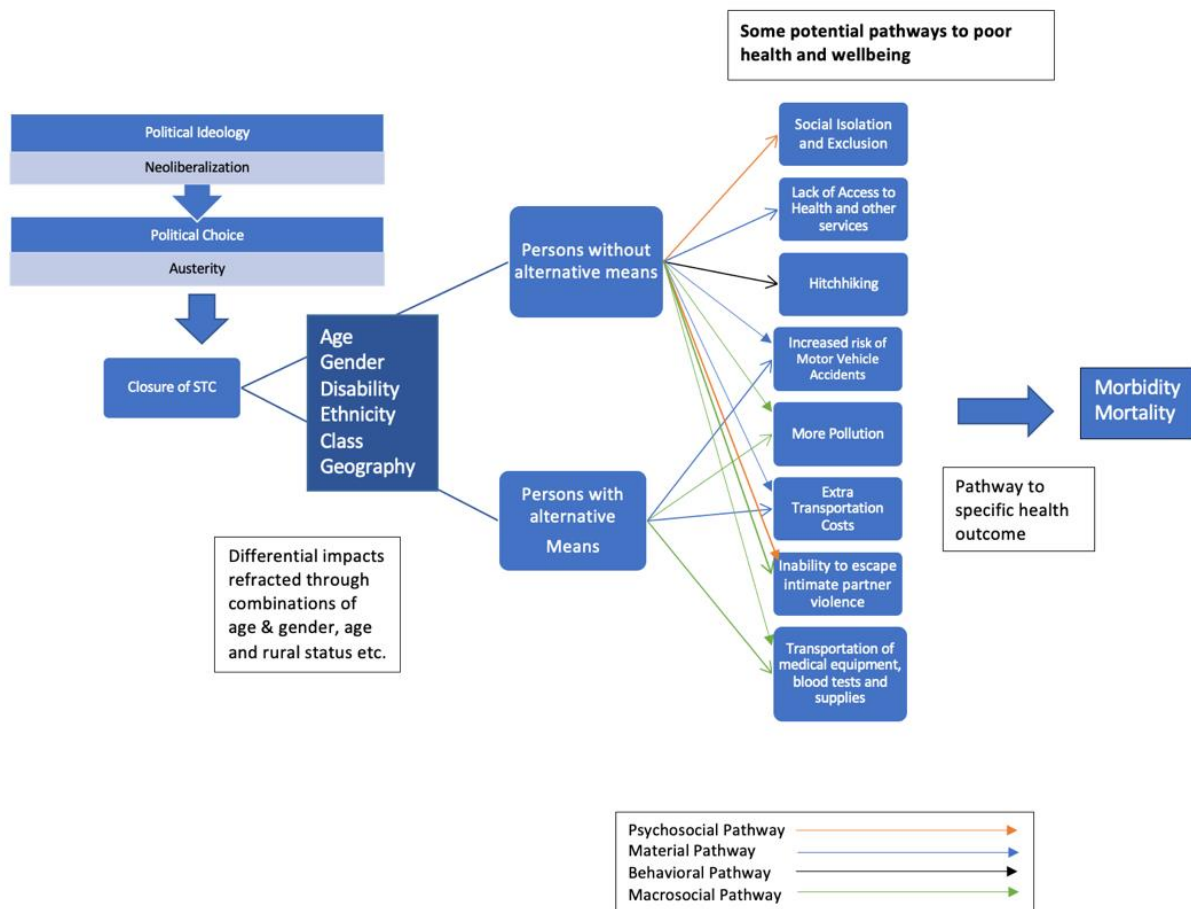 Some potential pathways to poor
health and wellbeing
Political Ideology
Neoliberalization
Political Choice
Austerity
Closure of STC
Age
Gender
Disability
Ethnicity
Class
Geography
Differential impacts
refracted through
combinations of
age & gender, age
and rural status etc.
Persons without
alternative means
Persons with
alternative
Means
Social Isolation
and Exclusion
Lack of Access to
Health and other
services
Hitchhiking
Increased risk of
Motor Vehicle
Accidents
More Pollution
Extra
Transportation
Costs
Inability to escape
intimate partner
violence
Transportation of
medical equipment,
blood tests and
supplies
Morbidity
Mortality
Pathway to
specific health
outcome
Psychosocial Pathway
Material Pathway
Behavioral Pathway
Macrosocial Pathway